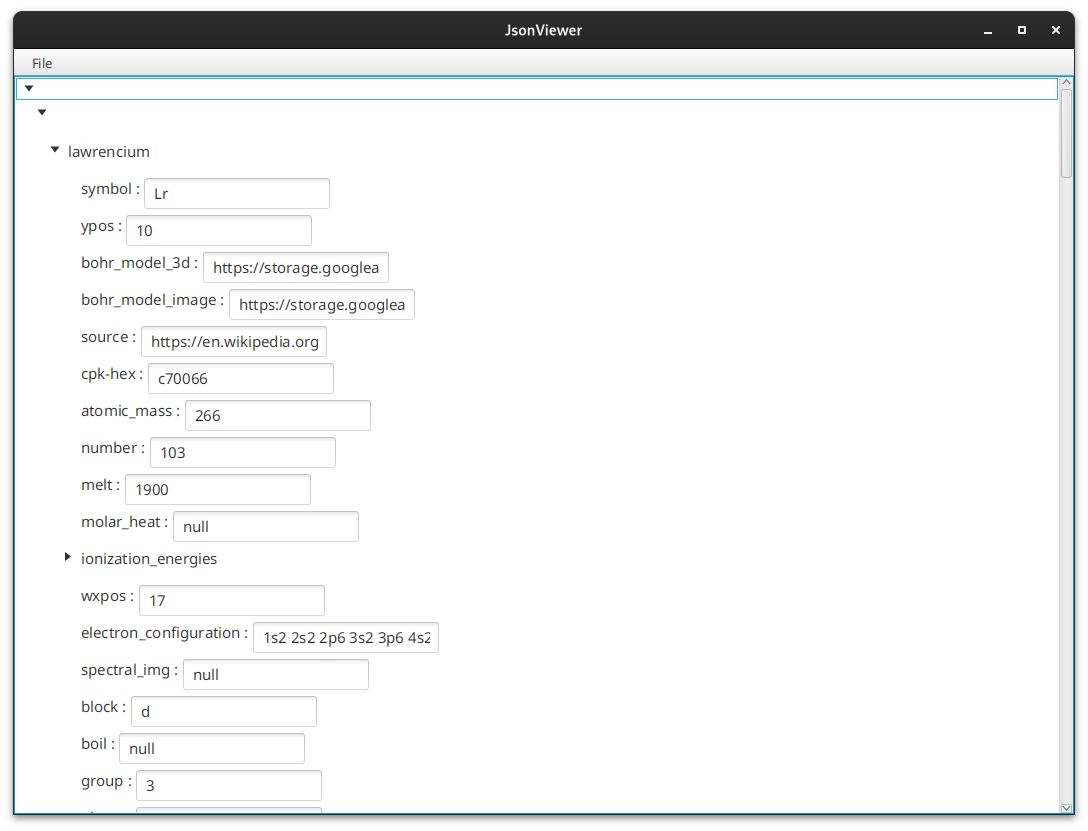 JsonViewer
File
lawrencium
symbol : Lr
ypos : 10
bohr_model_3d : https://storage.googlea
bohr_model_image : https://storage.googlea
source : https://en.wikipedia.org
cpk-hex : c70066
atomic_mass : 266
number : 103
melt : 1900
molar_heat : null
ionization_energies
wxpos : 17
electron_configuration : 1s2 2s2 2p6 3s2 3p6 4s2
spectral_img : null
block : d
boil : null
group : 3